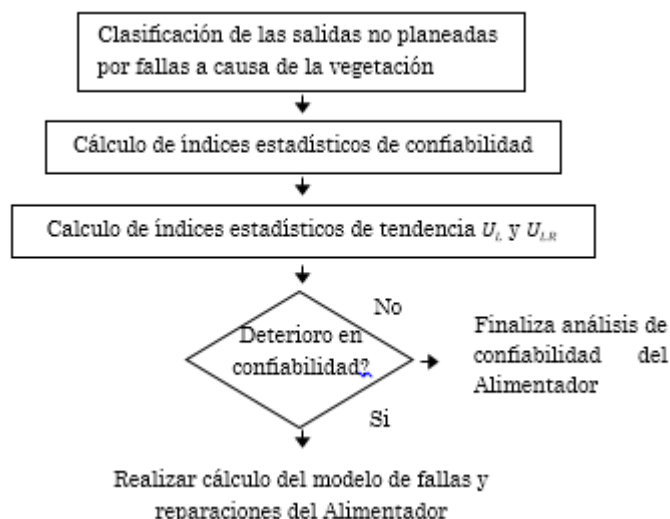 Clasificación de las salidas no planeadas
por fallas a causa de la vegetación
Cálculo de índices estadísticos de confiabilidad
Calculo de índices estadísticos de tendencia U_L y U_LR
No
Deterioro en
confiabilidad?
Finaliza análisis de
confiabilidad del
Alimentador
Si
Realizar cálculo del modelo de fallas y
reparaciones del Alimentador